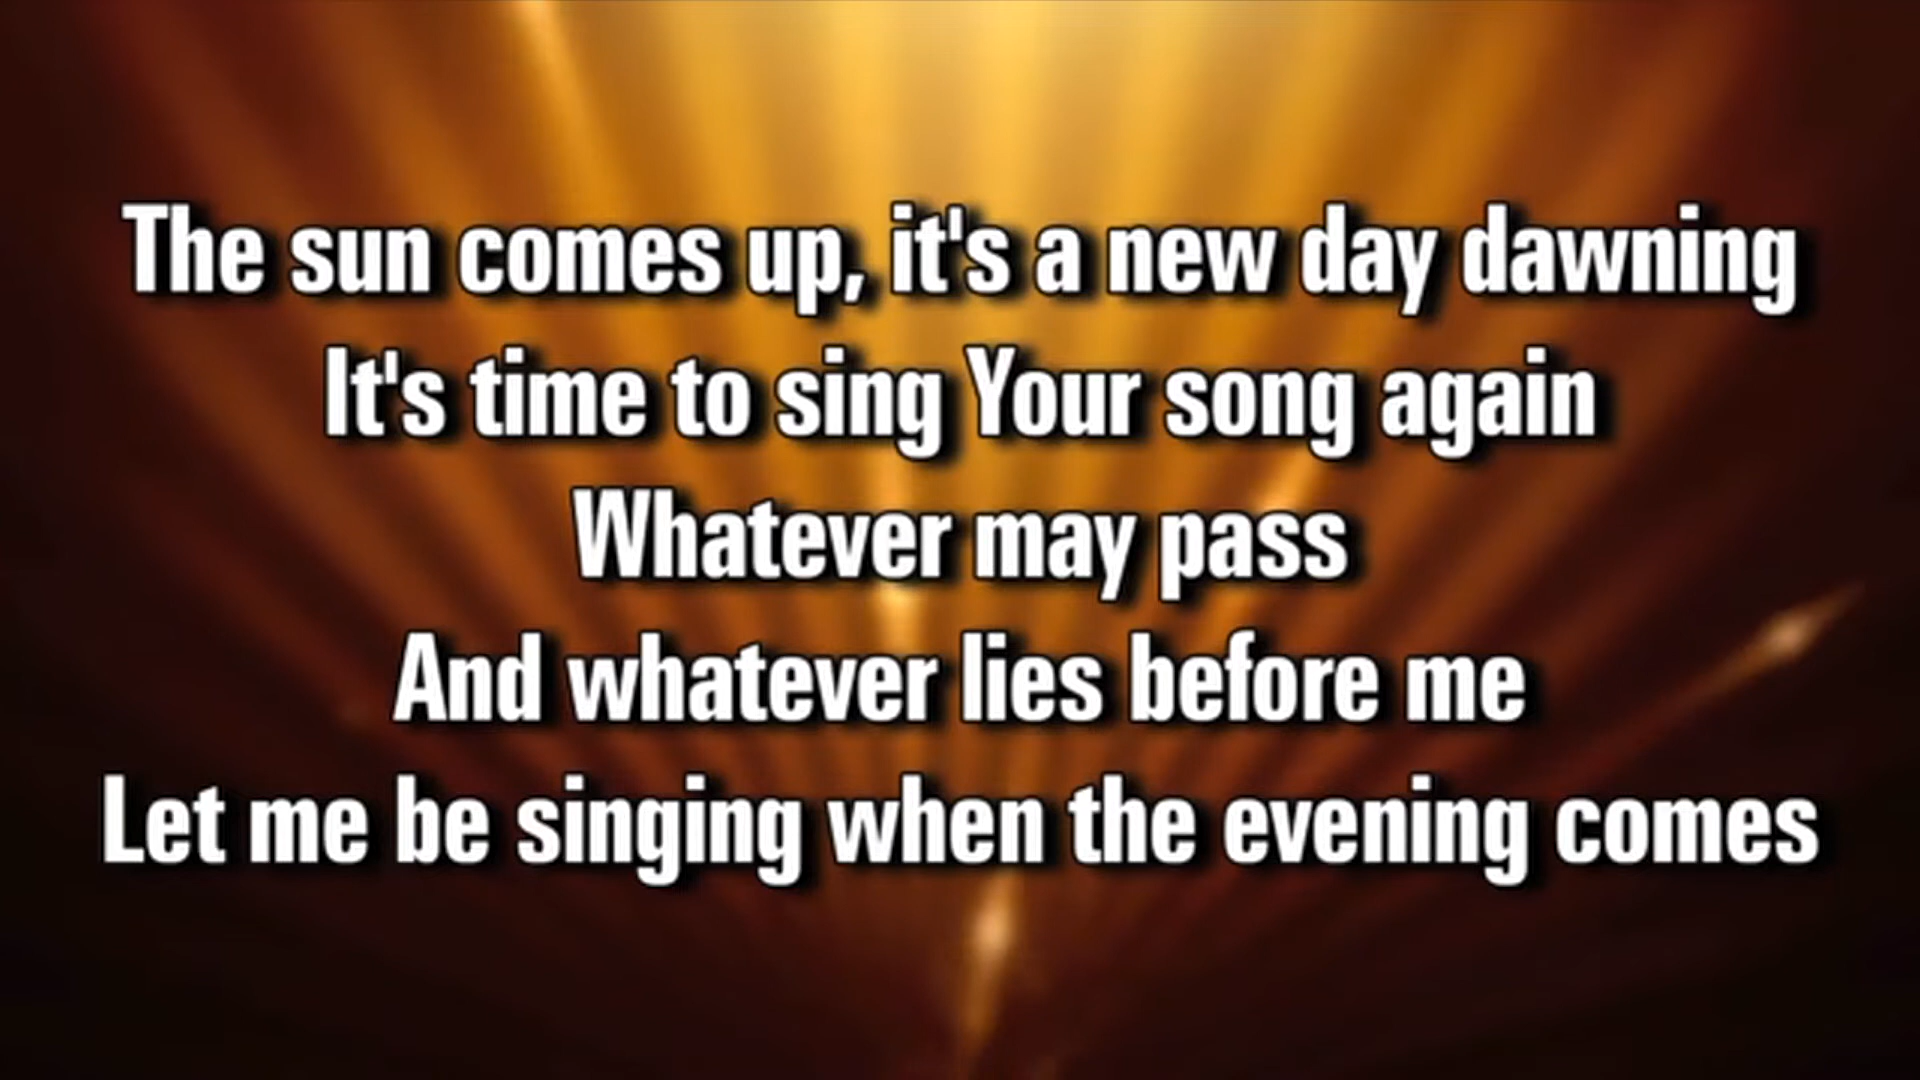 The sun comes up, it's a new day dawning
It's time to sing Your song again
Whatever may pass
And whatever lies before me
Let me be singing when the evening comes